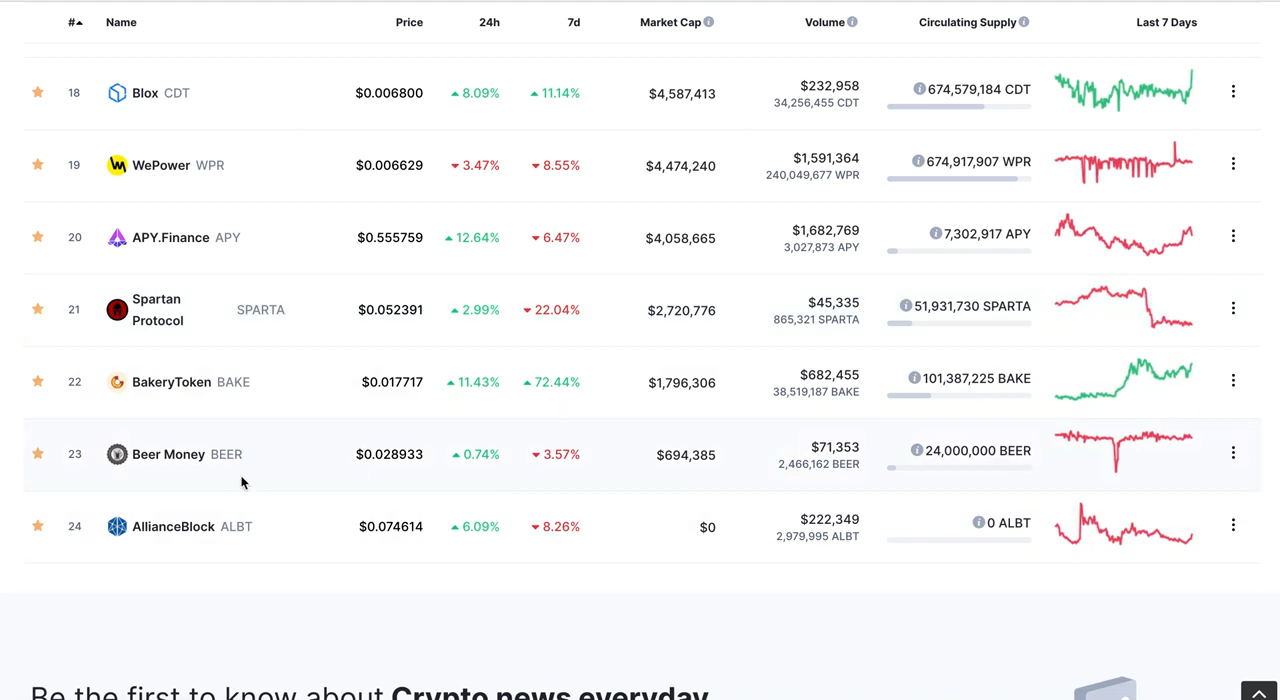 # Name Price 24h 7d Market Cap Volume Circulating Supply Last 7 Days
18 Blox CDT $0.006800 8.09% 11.14% $4,587,413 $232,958 674,579,184 CDT
34,256,455 CDT
19 WePower WPR $0.006629 3.47% 8.55% $4,474,240 $1,591,364 674,917,907 WPR
240,049,677 WPR
20 APY.Finance APY $0.555759 12.64% 6.47% $4,058,665 $1,682,769 7,302,917 APY
3,027,873 APY
21 Spartan Protocol SPARTA $0.052391 2.99% 22.04% $2,720,776 $45,335 51,931,730 SPARTA
865,321 SPARTA
22 BakeryToken BAKE $0.017717 11.43% 72.44% $1,796,306 $682,455 101,387,225 BAKE
38,519,187 BAKE
23 Beer Money BEER $0.028933 0.74% 3.57% $694,385 $71,353 24,000,000 BEER
2,466,162 BEER
24 AllianceBlock ALBT $0.074614 6.09% 8.26% $0 $222,349 0 ALBT
2,979,995 ALBT
Be the first to know about Crypto news everyday